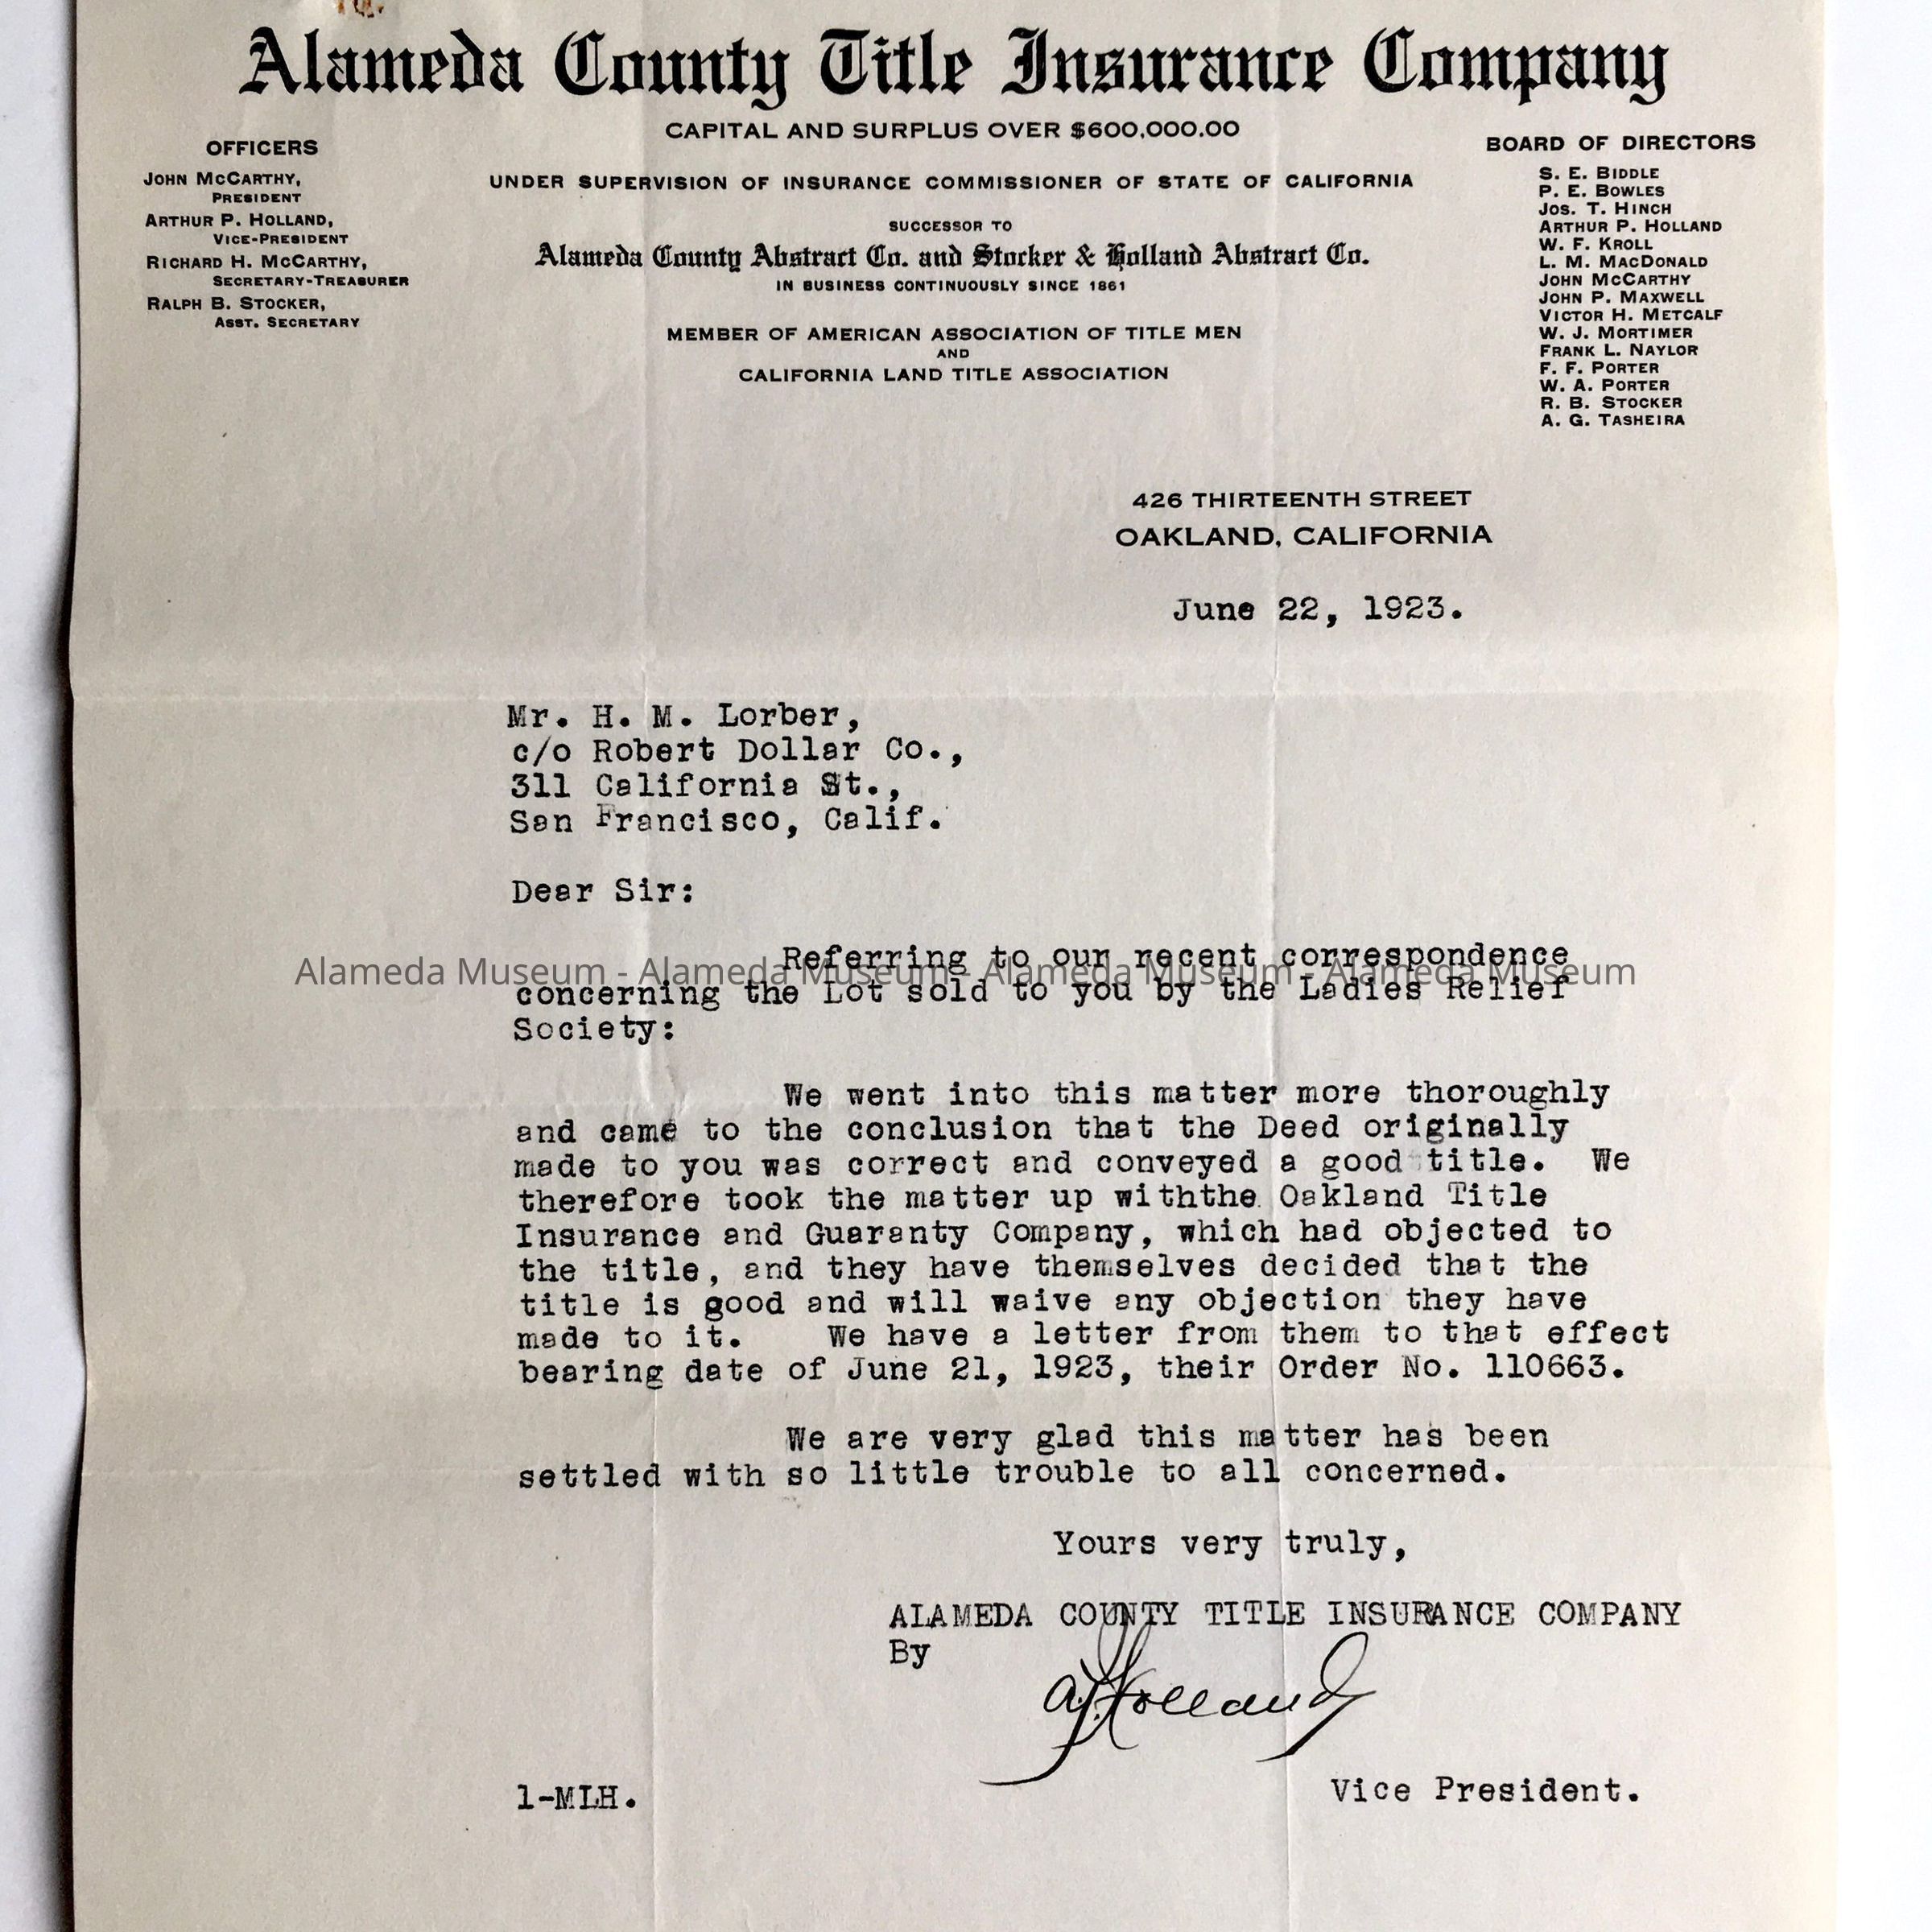 Alameda County Title Insurance Company
CAPITAL AND SURPLUS OVER $600,000.00
OFFICERS
JOHN MCCARTHY,
PRESIDENT
ARTHUR P. HOLLAND,
VICE-PRESIDENT
RICHARD H. MCCARTHY,
SECRETARY-TREASURER
RALPH B. STOCKER,
ASST. SECRETARY
UNDER SUPERVISION OF INSURANCE COMMISSIONER OF STATE OF CALIFORNIA
SUCCESSOR TO
Alameda County Abstract Co. and Stocker & Holland Abstract Co.
IN BUSINESS CONTINUOUSLY SINCE 1861
MEMBER OF AMERICAN ASSOCIATION OF TITLE MEN
AND
CALIFORNIA LAND TITLE ASSOCIATION
BOARD OF DIRECTORS
S. E. BIDDLE
P. E. BOWLES
JOS. T. HINCH
ARTHUR P. HOLLAND
W. F. KROLL
L. M. MACDONALD
JOHN MCCARTHY
JOHN P. MAXWELL
VICTOR H. METCALF
W. J. MORTIMER
FRANK L. NAYLOR
F. F. PORTER
W. A. PORTER
R. B. STOCKER
A. G. TASHEIRA
426 THIRTEENTH STREET
OAKLAND, CALIFORNIA
June 22, 1923.
Mr. H. M. Lorber,
c/o Robert Dollar Co.,
311 California St.,
San Francisco, Calif.
Dear Sir:
Referring to our recent correspondence
Alameda Museum - Alameda Museum - Alameda Museum - Alameda Museum
concerning the Lot sold to you by the Ladies Relief
Society:
We went into this matter more thoroughly
and came to the conclusion that the Deed originally
made to you was correct and conveyed a good title. We
therefore took the matter up withthe Oakland Title
Insurance and Guaranty Company, which had objected to
the title, and they have themselves decided that the
title is good and will waive any objection they have
made to it. We have a letter from them to that effect
bearing date of June 21, 1923, their Order No. 110663.
We are very glad this matter has been
settled with so little trouble to all concerned.
Yours very truly,
ALAMEDA COUNTY TITLE INSURANCE COMPANY
By
A.P. Holland
1-MLH.
Vice President.